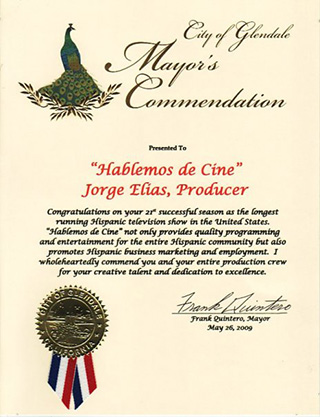 City of Glendale
Mayor's
Commendation
Presented To
"Hablemos de Cine"
Jorge Elias, Producer
Congratulations on your 21st successful season as the longest
running Hispanic television show in the United States.
"Hablemos de Cine" not only provides quality programming
and entertainment for the entire Hispanic community but also
promotes Hispanic business marketing and employment. I
wholeheartedly commend you and your entire production crew
for your creative talent and dedication to excellence.
Frank Quintero
Frank Quintero, Mayor
May 26, 2009
CITY OF GLENDALE
CALIFORNIA